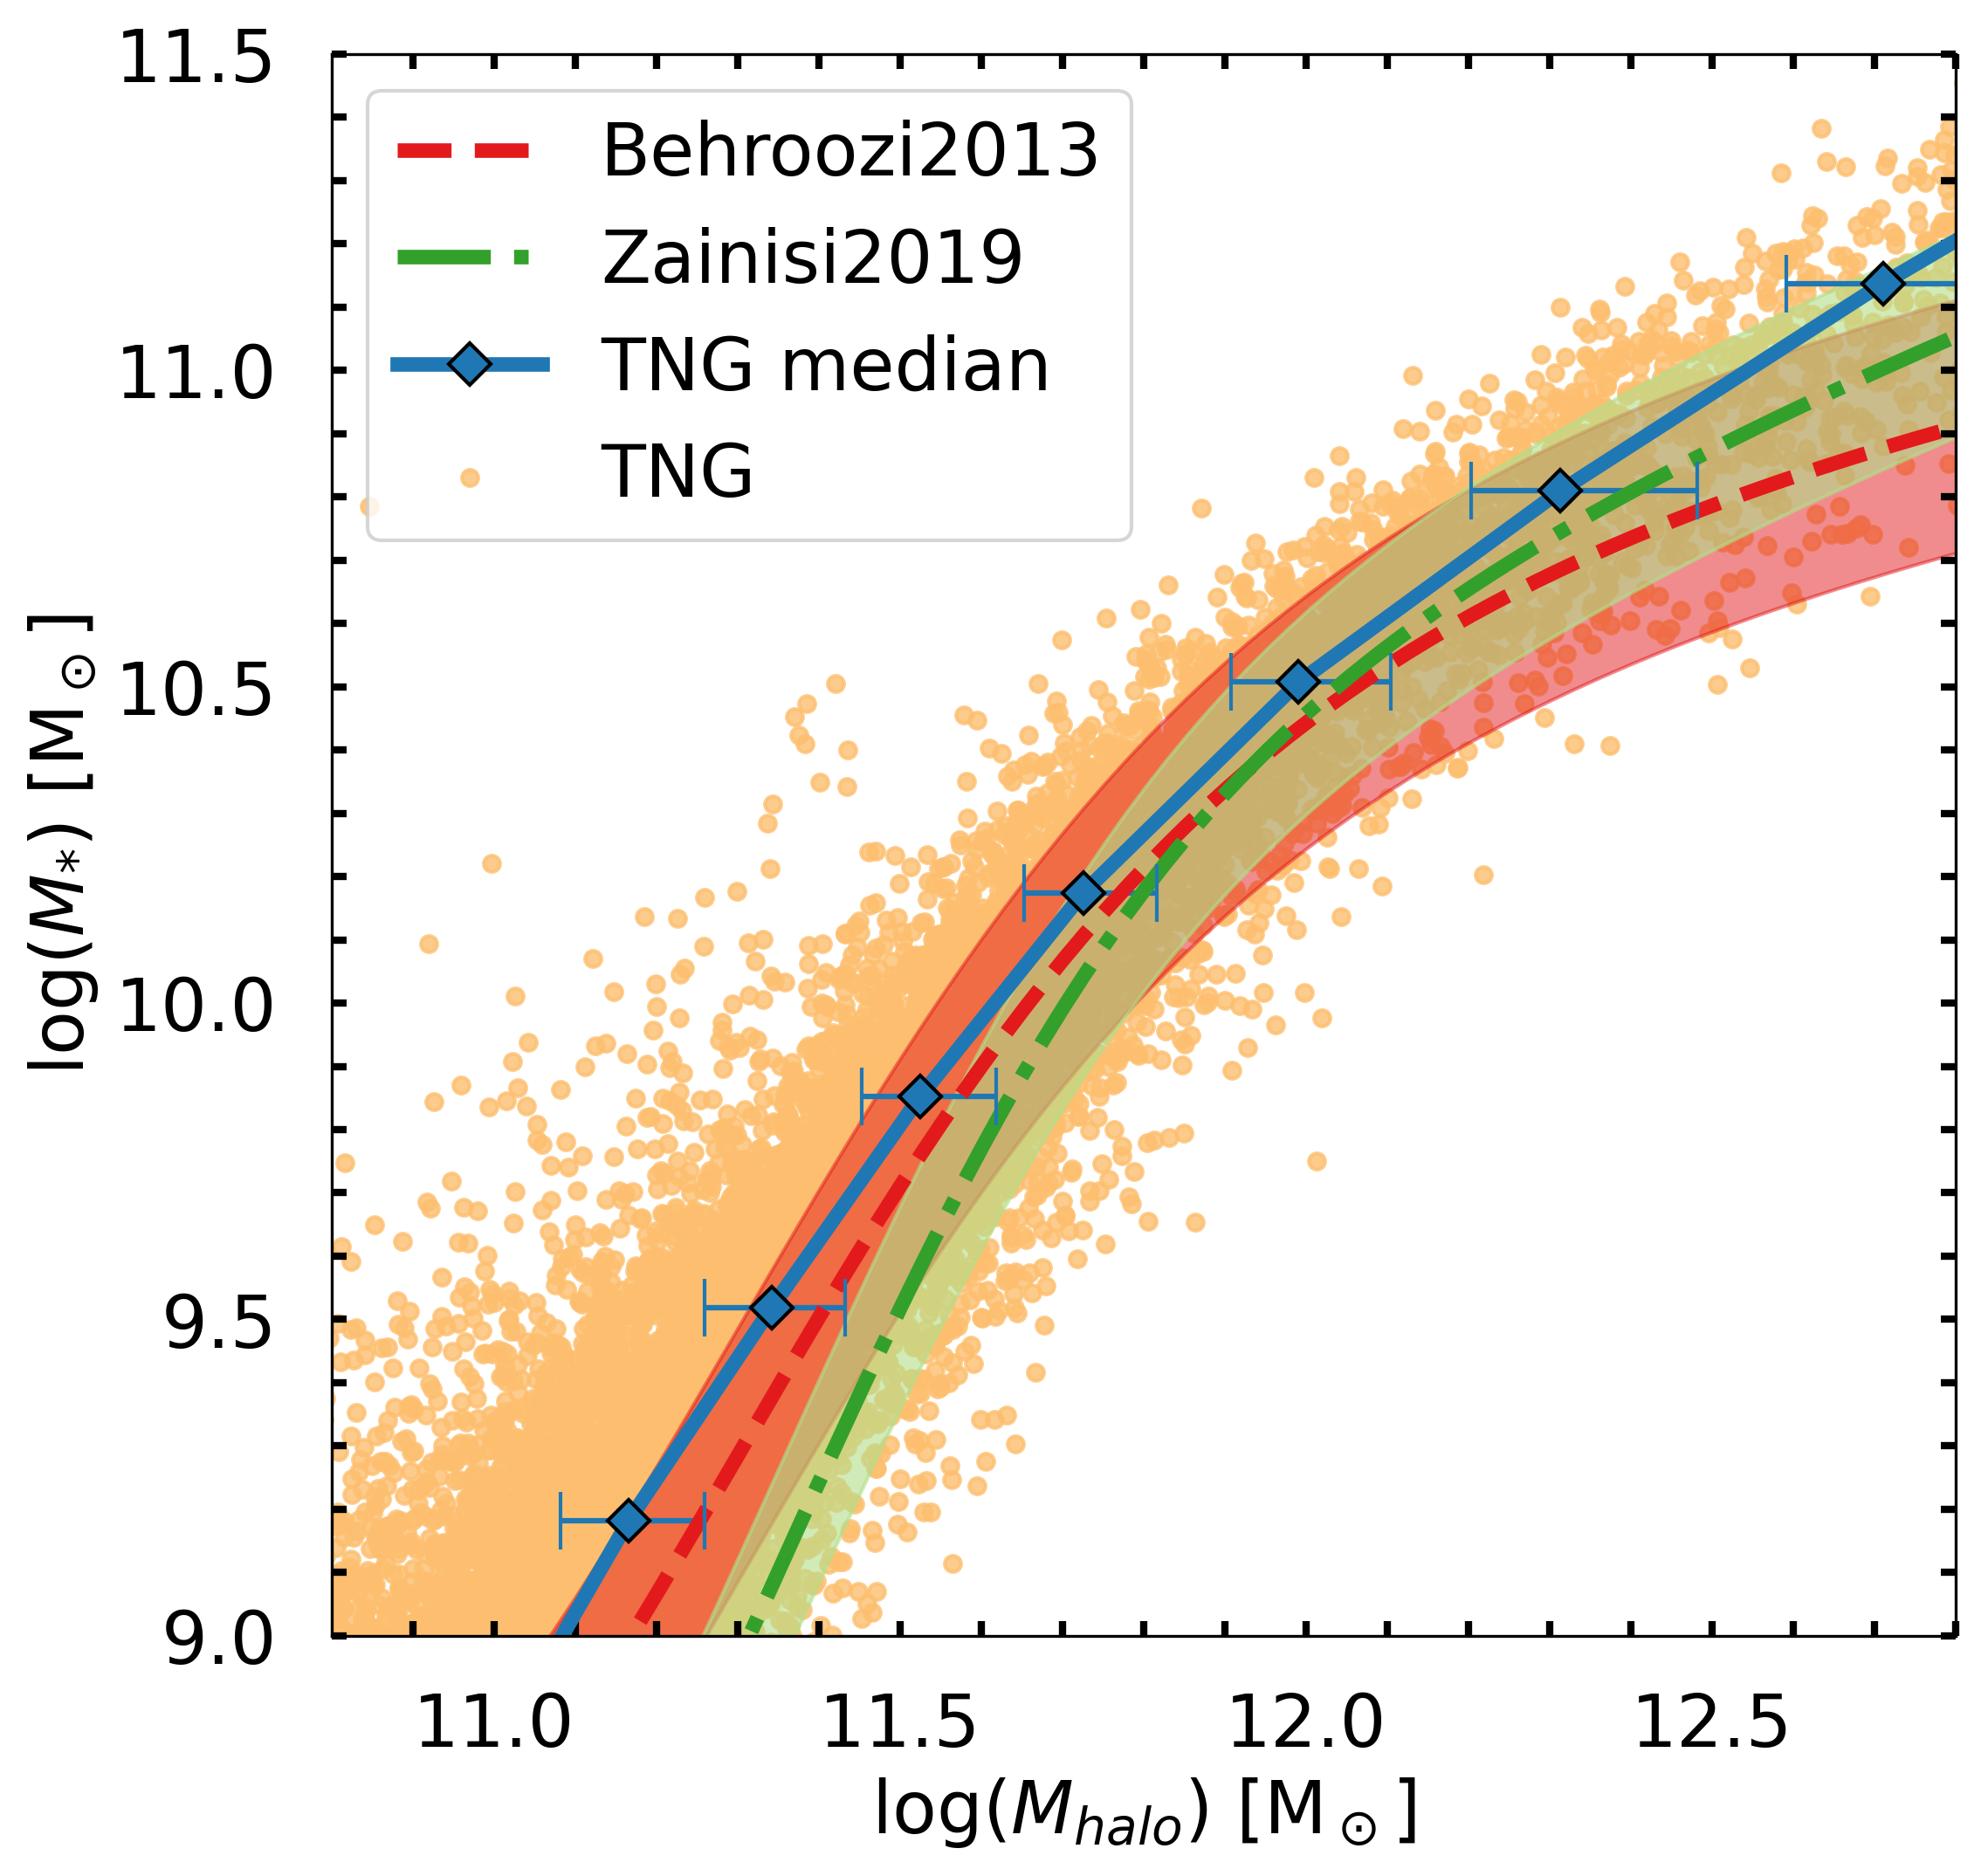 11.5
11.0
10.5
10.0
9.5
9.0
log(M*) [M⊙]
Behroozi2013
Zainisi2019
TNG median
TNG
11.0 11.5 12.0 12.5
log(Mhalo) [M⊙]